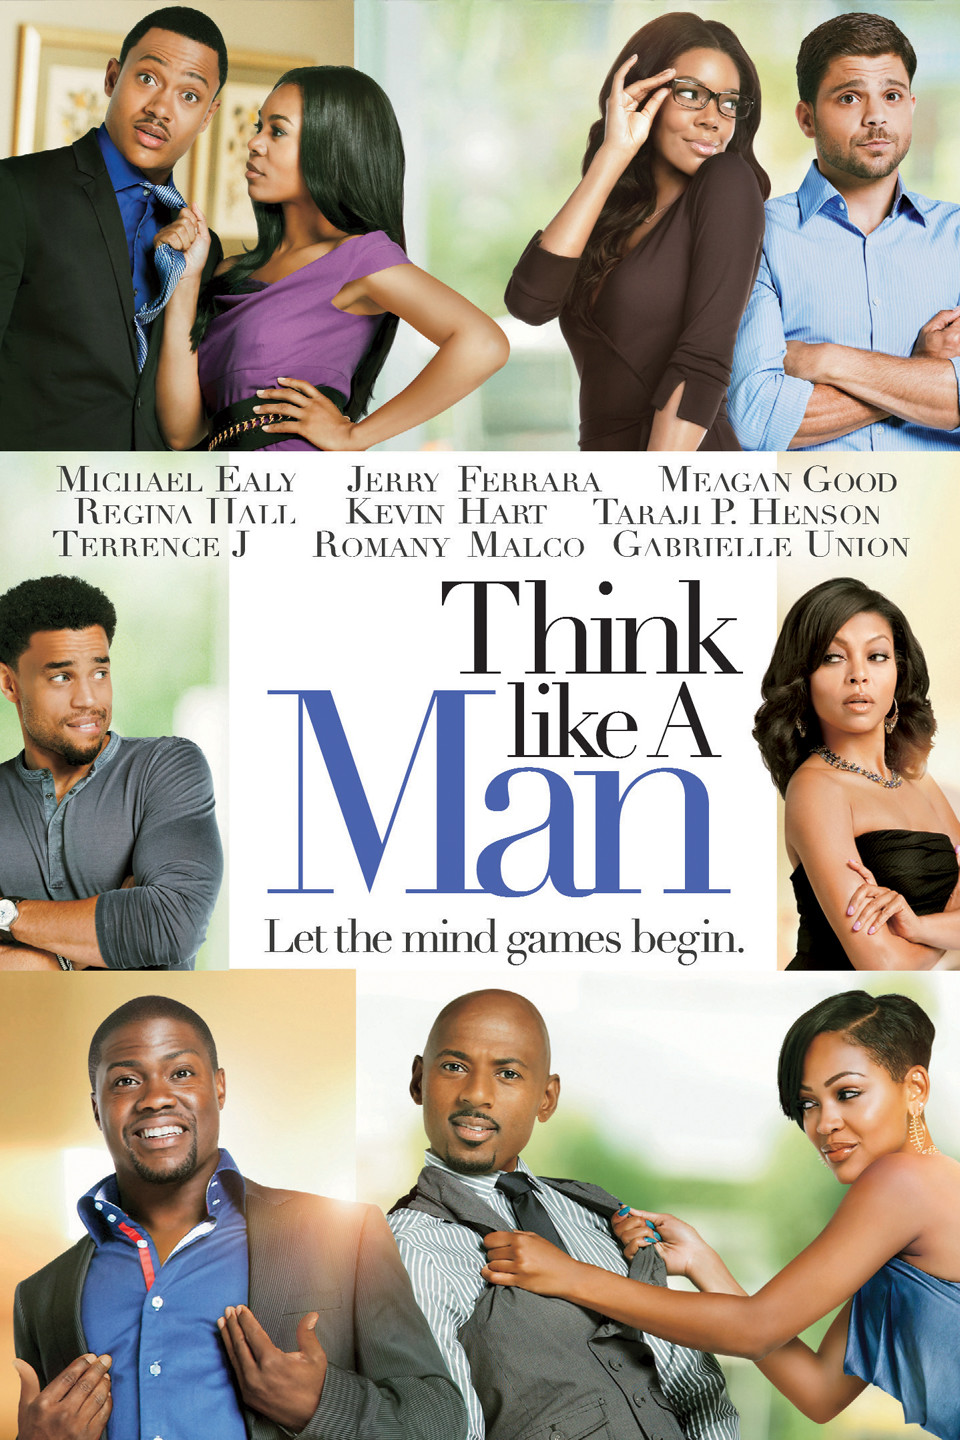 Michael Ealy Jerry Ferrara Meagan Good
Regina Hall Kevin Hart Taraji P. Henson
Terrence J Romany Malco Gabrielle Union
Think
like A
Man
Let the mind games begin.